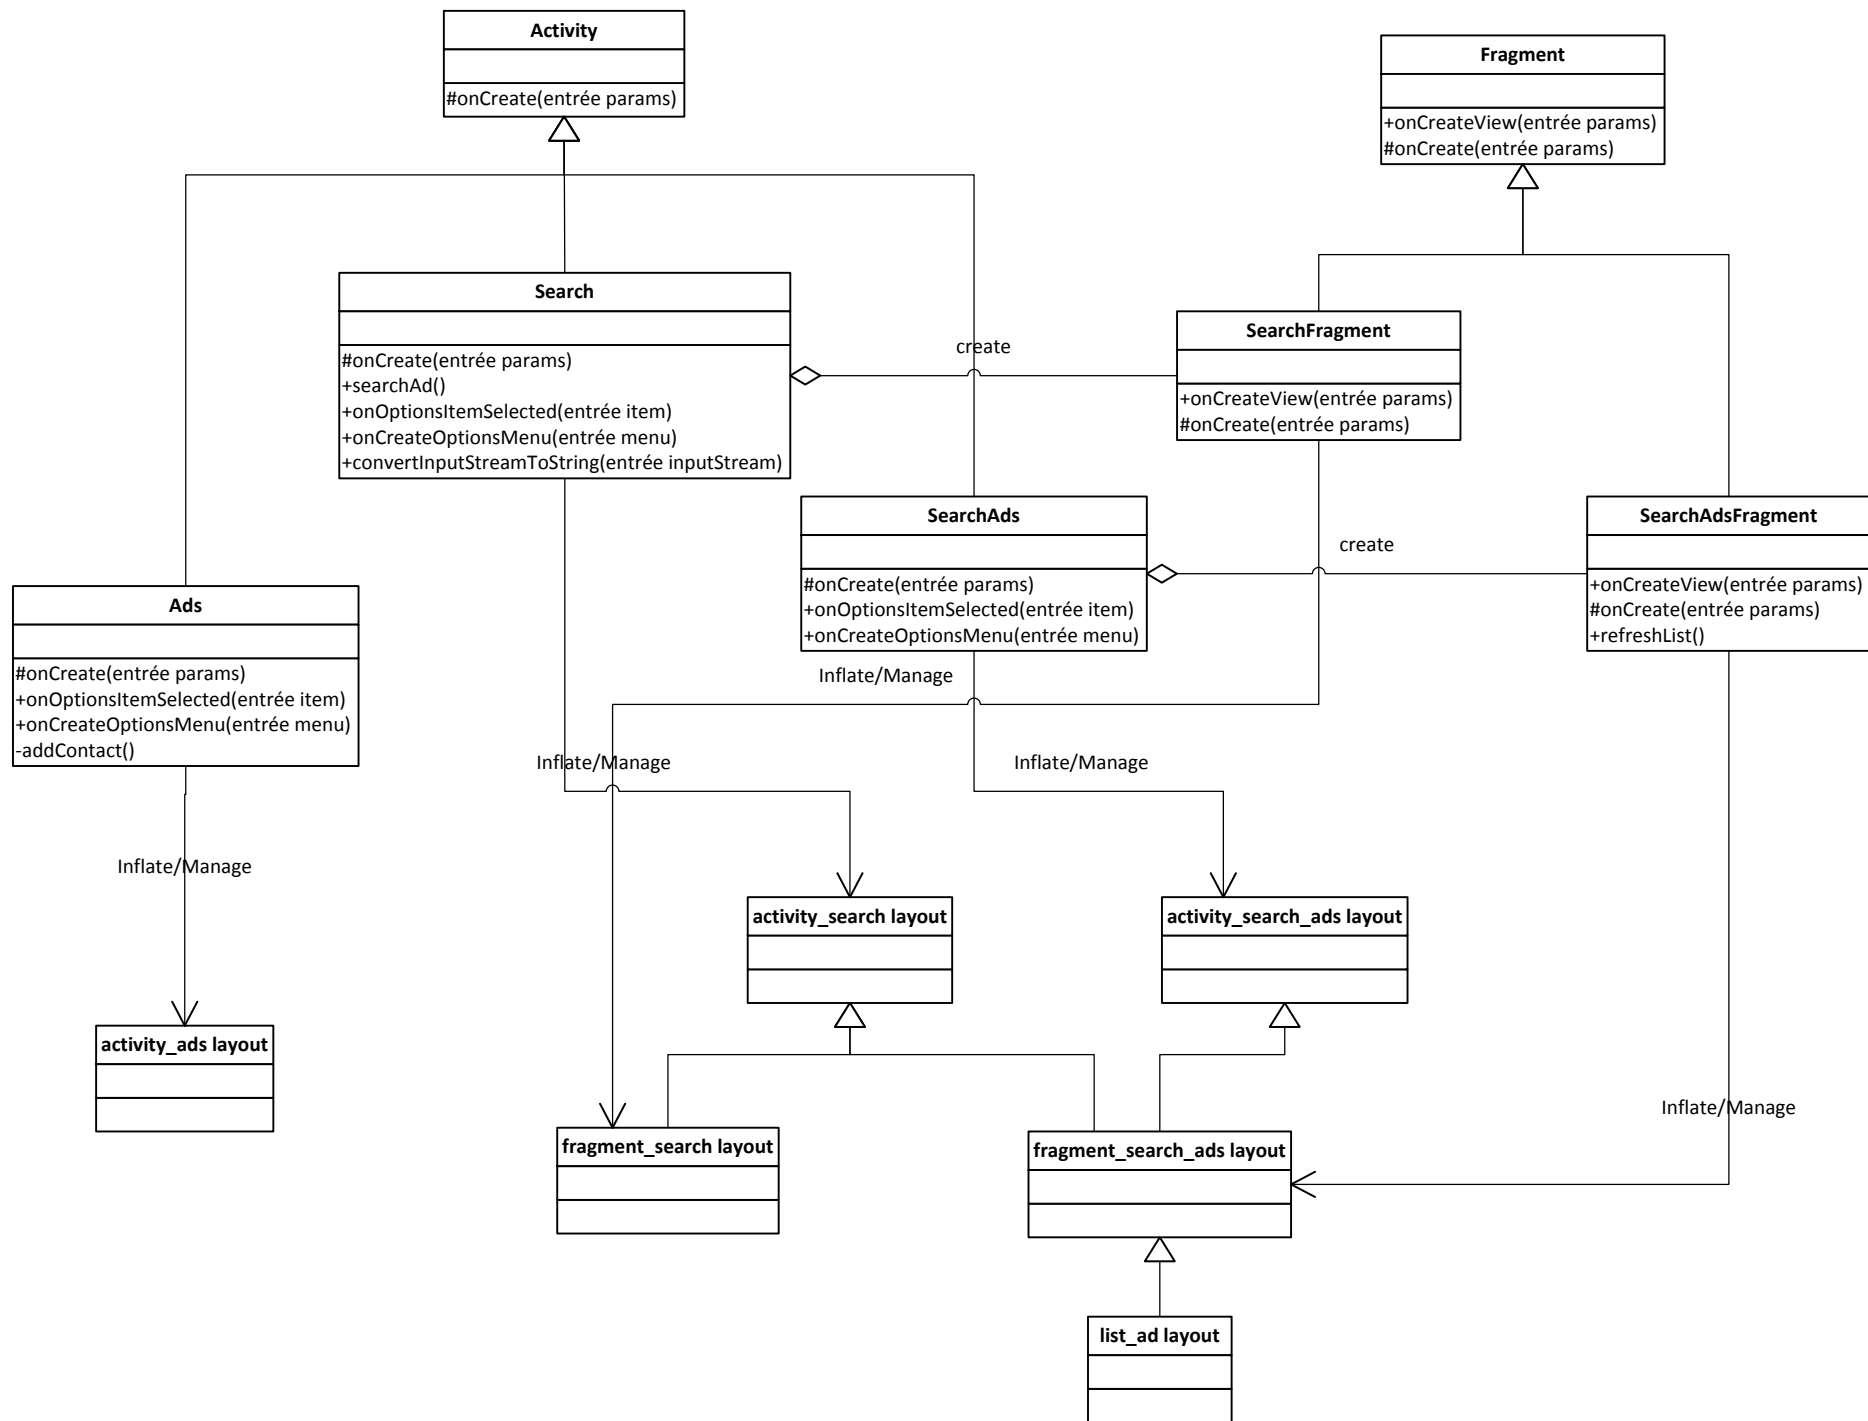 Activity
#onCreate(entrée params)
Fragment
+onCreateView(entrée params)
#onCreate(entrée params)
Search
#onCreate(entrée params)
+searchAd()
+onOptionsItemSelected(entrée item)
+onCreateOptionsMenu(entrée menu)
+convertInputStreamToString(entrée inputStream)
create
SearchFragment
+onCreateView(entrée params)
#onCreate(entrée params)
SearchAds
#onCreate(entrée params)
+onOptionsItemSelected(entrée item)
+onCreateOptionsMenu(entrée menu)
create
SearchAdsFragment
+onCreateView(entrée params)
#onCreate(entrée params)
+refreshList()
Ads
#onCreate(entrée params)
+onOptionsItemSelected(entrée item)
+onCreateOptionsMenu(entrée menu)
-addContact()
Inflate/Manage
Inflate/Manage
Inflate/Manage
Inflate/Manage
activity_search layout
activity_search_ads layout
activity_ads layout
Inflate/Manage
fragment_search layout
fragment_search_ads layout
list_ad layout